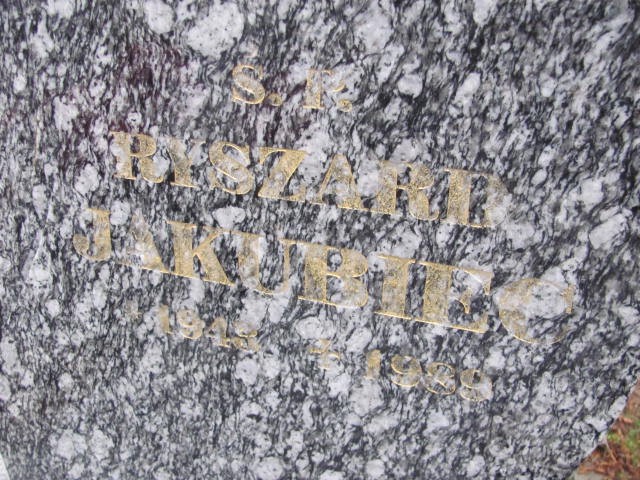 Ś. P.
RYSZARD
JAKUBIEC
* 1948 + 1988